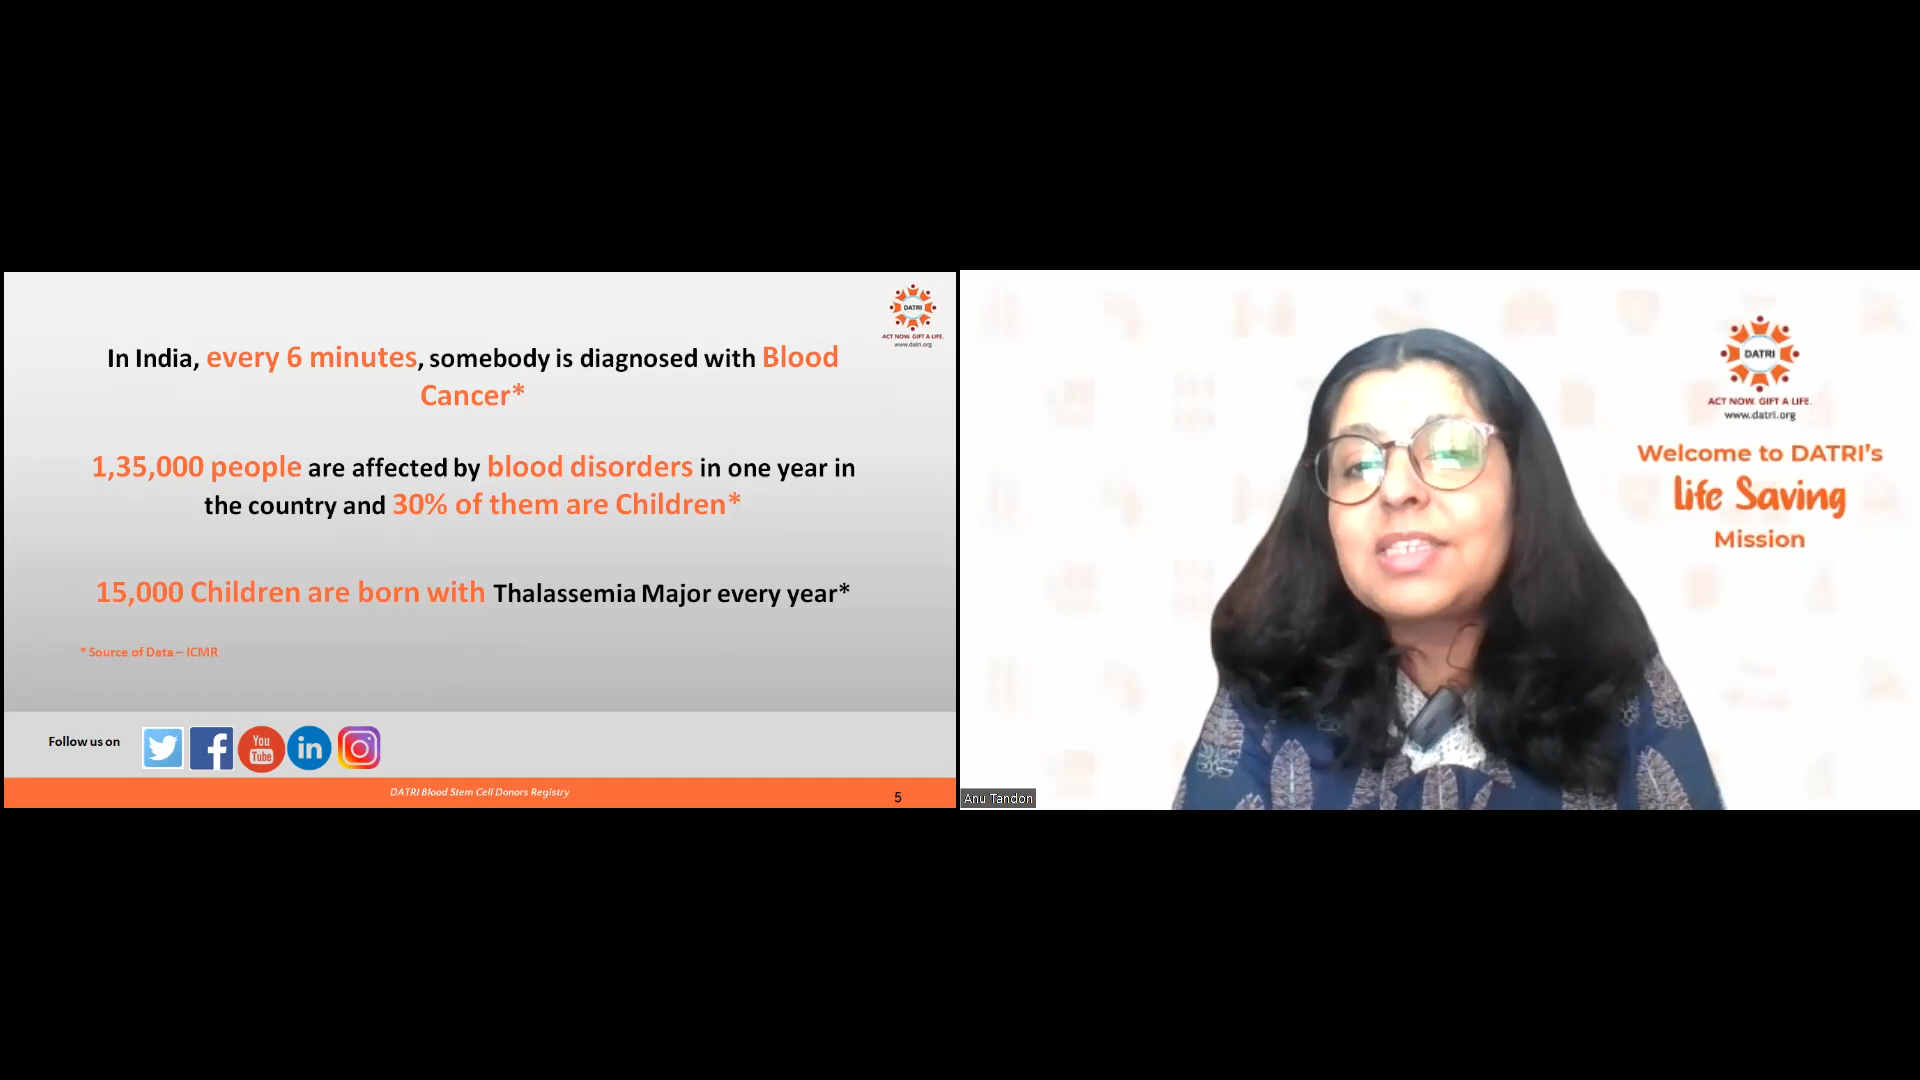 DATRI
ACT NOW. GIFT A LIFE.
www.datri.org
In India, every 6 minutes, somebody is diagnosed with Blood
Cancer*
1,35,000 people are affected by blood disorders in one year in
the country and 30% of them are Children*
15,000 Children are born with Thalassemia Major every year*
* Source of Data – ICMR
Follow us on
You
Tube
in
DATRI Blood Stem Cell Donors Registry
5
DATRI
ACT NOW. GIFT A LIFE.
www.datri.org
Welcome to DATRI's
life Saving
Mission
Anu Tandon